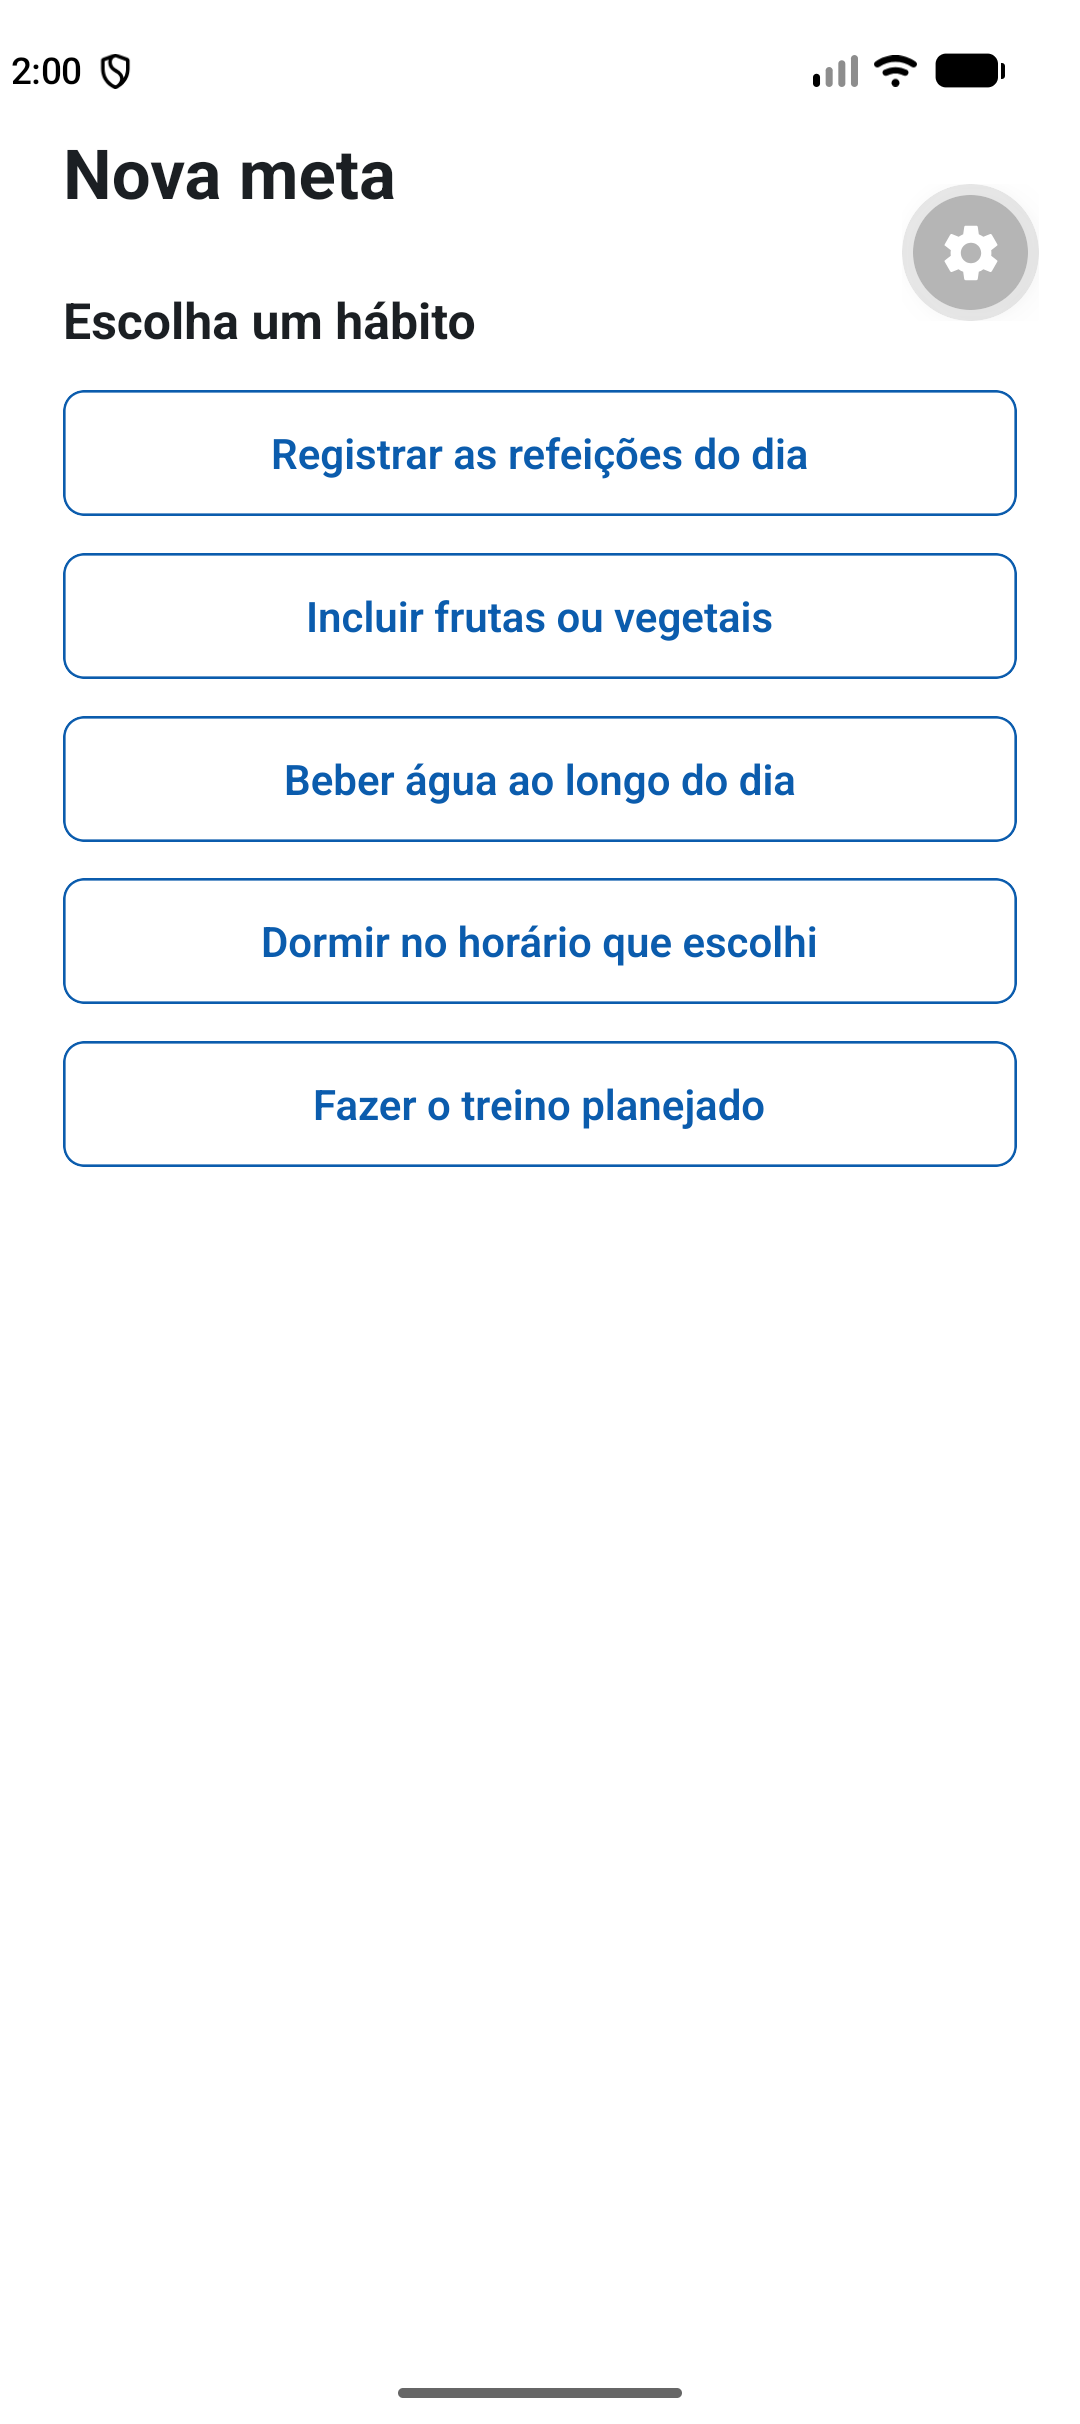 2:00
Nova meta
Escolha um hábito
Registrar as refeições do dia
Incluir frutas ou vegetais
Beber água ao longo do dia
Dormir no horário que escolhi
Fazer o treino planejado